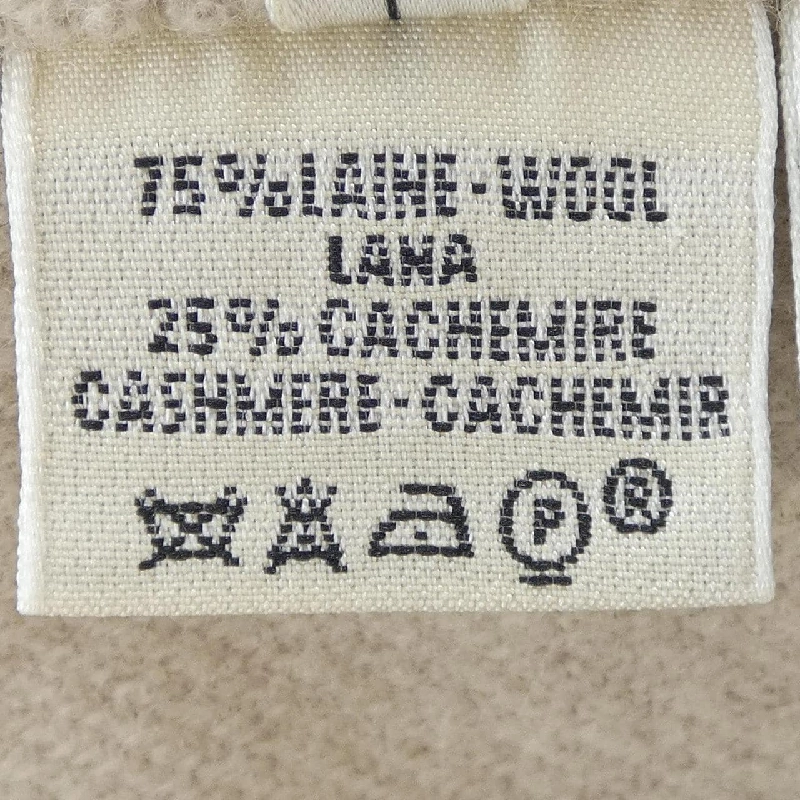 75% LAINE·WOOL
LANA
25% CACHEMIRE
CASHMERE·CACHEMIR
P ®